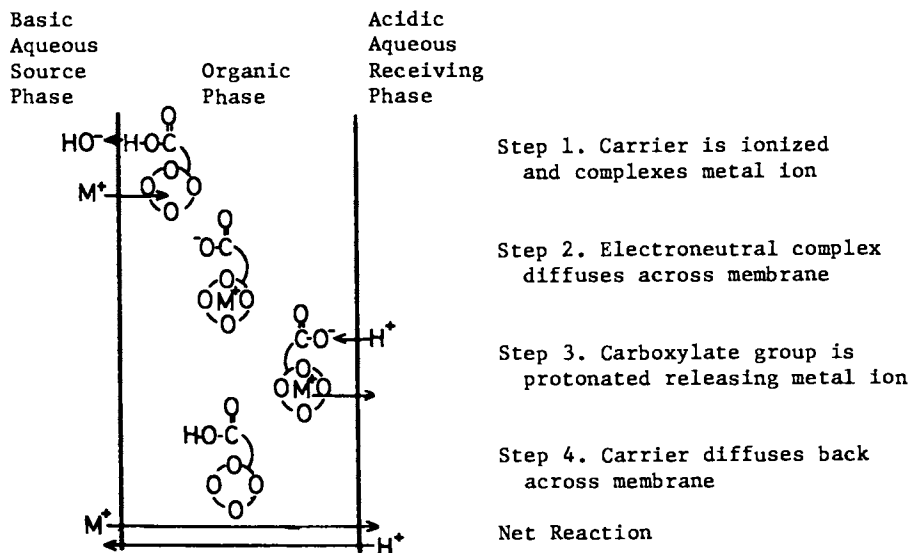 Basic
Aqueous
Source
Phase
Organic
Phase
Acidic
Aqueous
Receiving
Phase
HO⁻ H-O-C O
O O O O
M⁺
Step 1. Carrier is ionized
and complexes metal ion
O
⁻O-C
O O M⁺ O O
Step 2. Electroneutral complex
diffuses across membrane
O
C-O⁻ H⁺
O O M⁺ O O
Step 3. Carboxylate group is
protonated releasing metal ion
O
HO-C
O O O O
Step 4. Carrier diffuses back
across membrane
M⁺
H⁺
Net Reaction